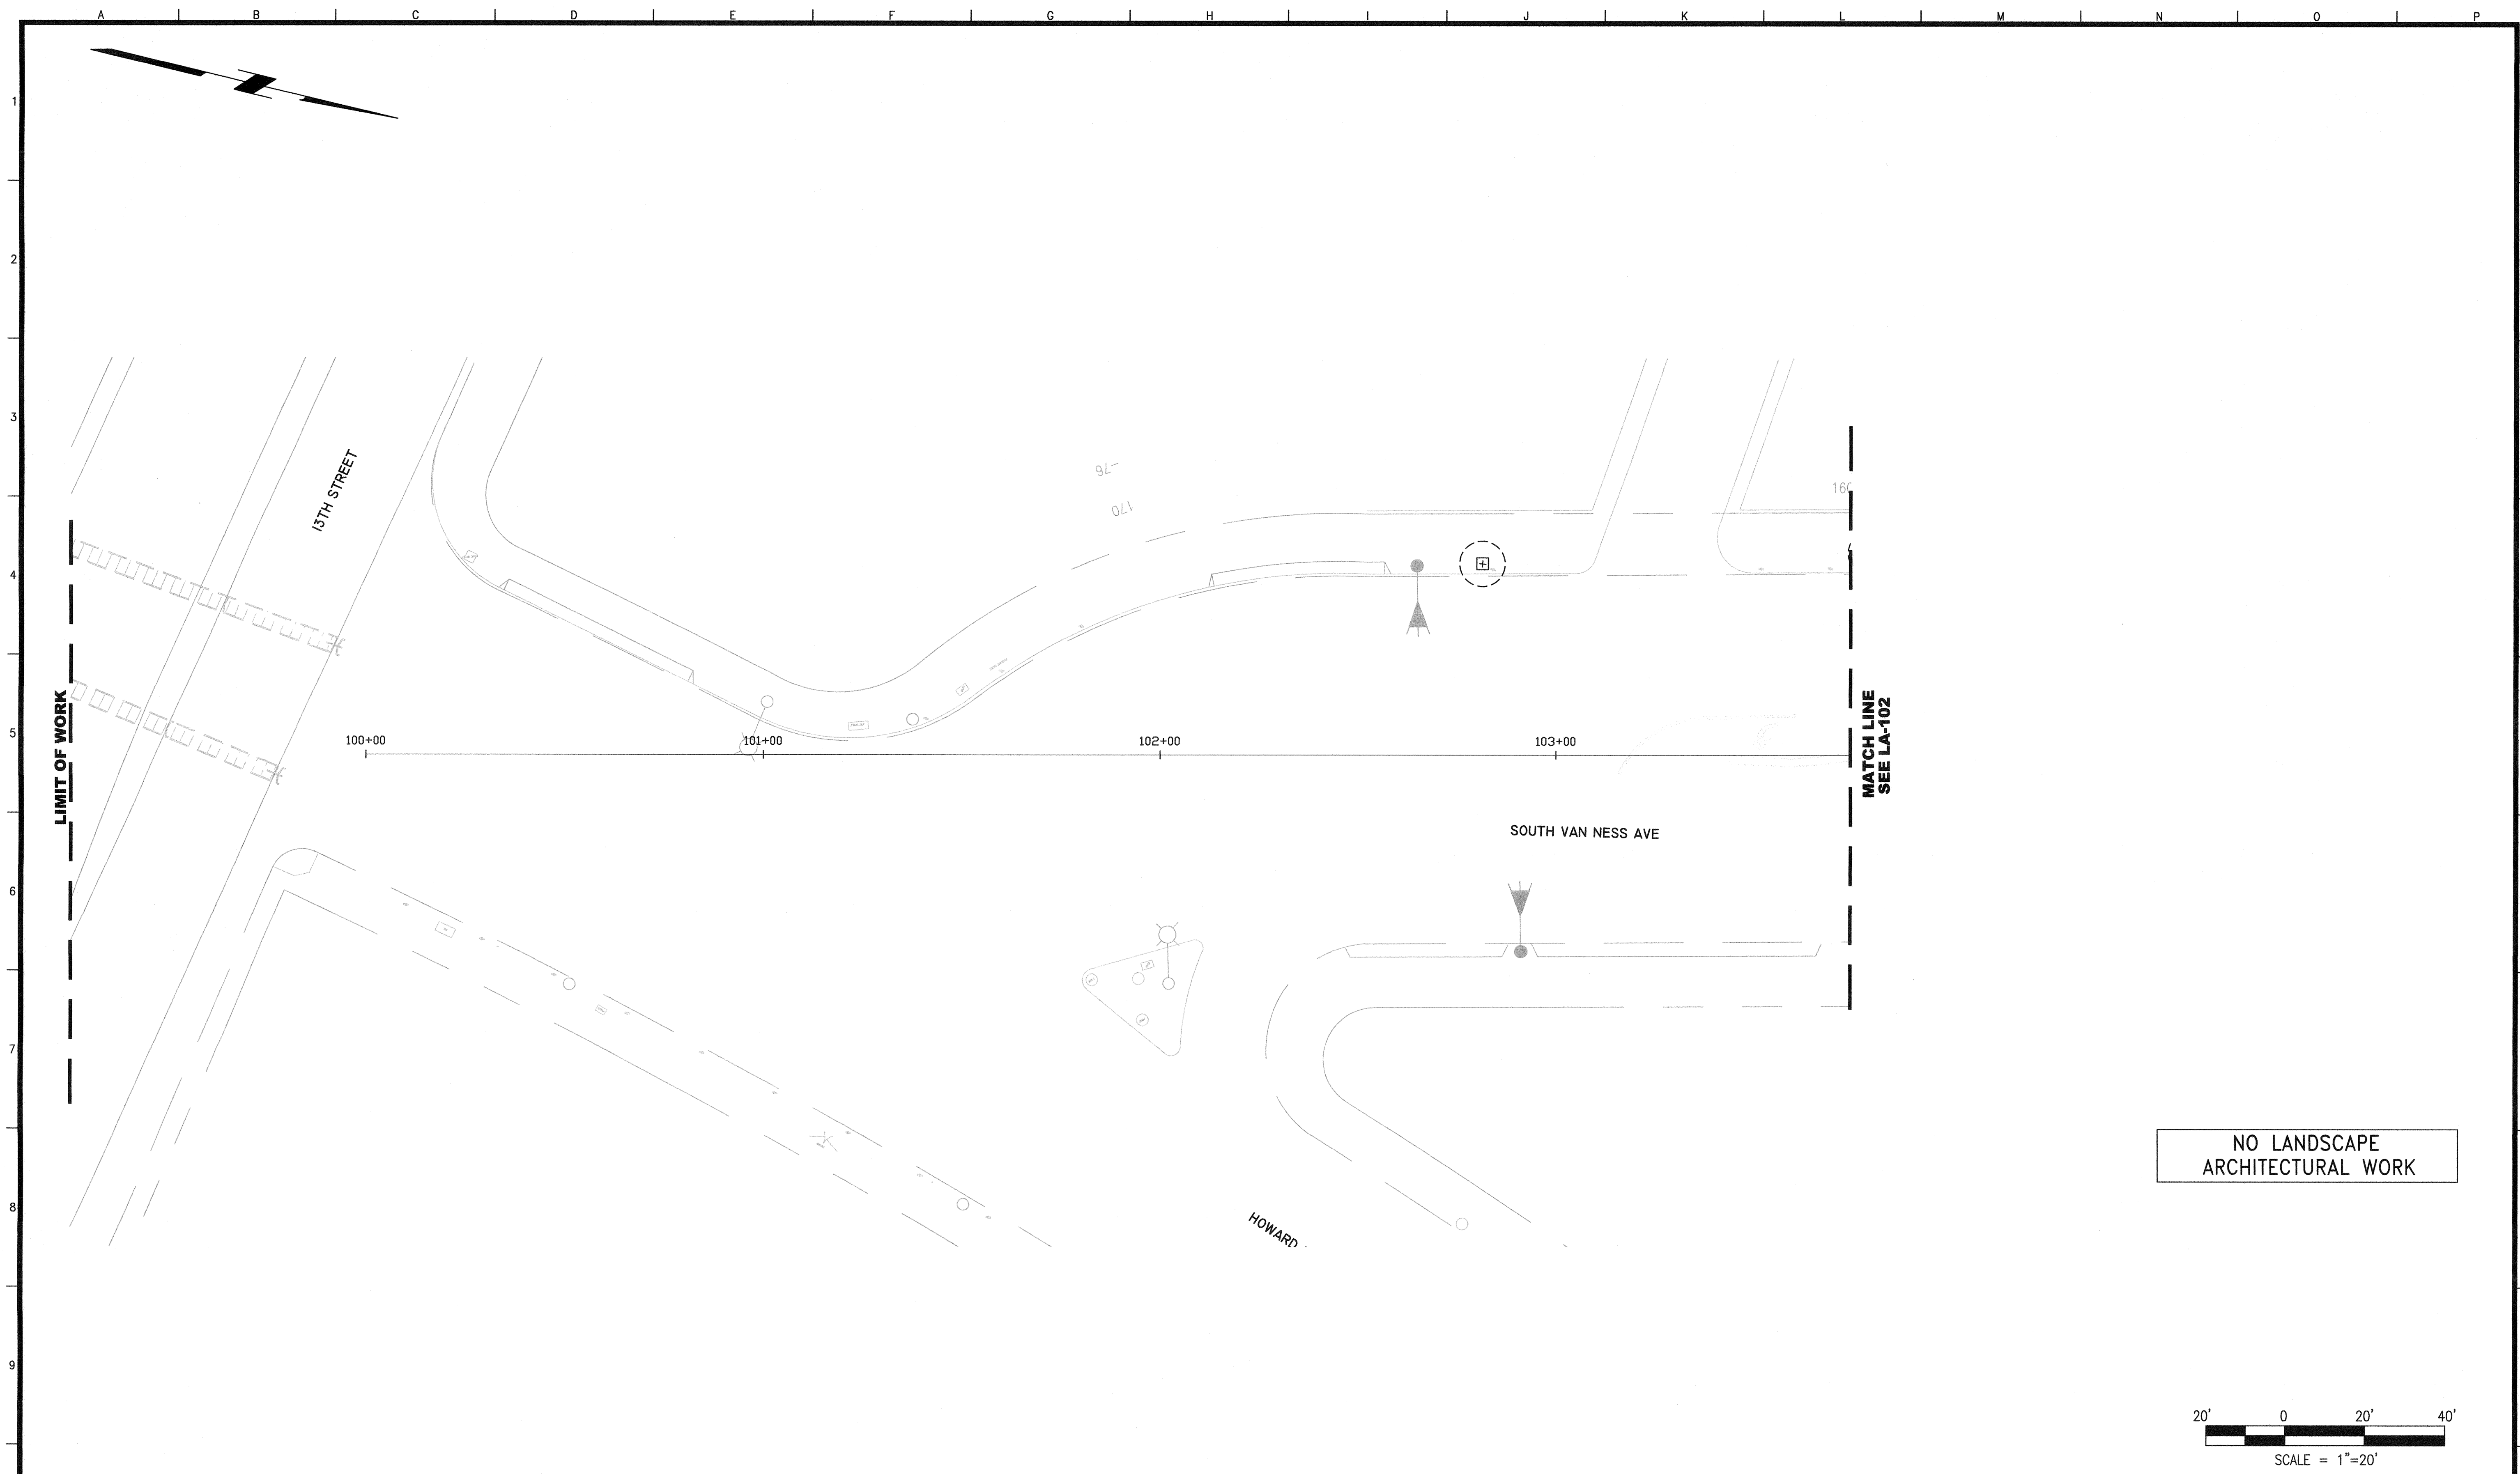 A B C D E F G H I J K L M N O P
1
2
3
4
5
6
7
8
9
13TH STREET
-76
170
160
LIMIT OF WORK
100+00 101+00 102+00 103+00
MATCH LINE
SEE LA-102
SOUTH VAN NESS AVE
HOWARD
NO LANDSCAPE
ARCHITECTURAL WORK
20' 0 20' 40'
SCALE = 1"=20'